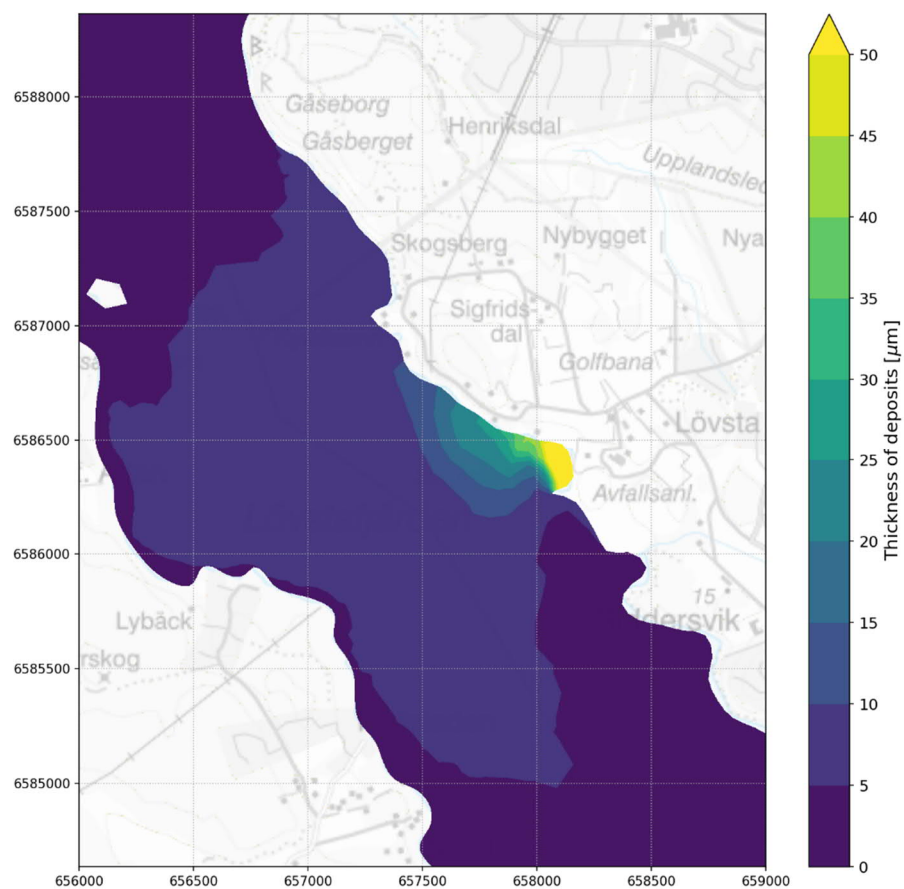 6588000
6587500
6587000
6586500
6586000
6585500
6585000
656000
656500
657000
657500
658000
658500
659000
Gåseborg
Gåsberget
Henriksdal
Upplandsled
Skogsberg
Nybygget
Nya
Sigfrids-
dal
Golfbana
Lövsta
Avfallsanl.
15
ldersvik
Lybäck
rskog
50
45
40
35
30
25
20
15
10
5
0
Thickness of deposits [μm]